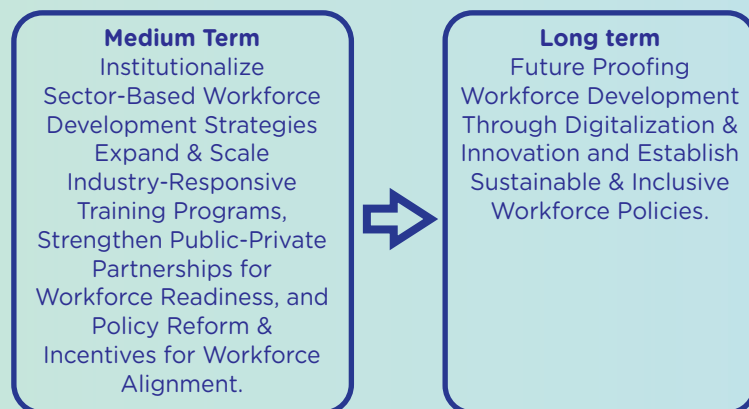 Medium Term
Institutionalize
Sector-Based Workforce
Development Strategies
Expand & Scale
Industry-Responsive
Training Programs,
Strengthen Public-Private
Partnerships for
Workforce Readiness, and
Policy Reform &
Incentives for Workforce
Alignment.
Long term
Future Proofing
Workforce Development
Through Digitalization &
Innovation and Establish
Sustainable & Inclusive
Workforce Policies.